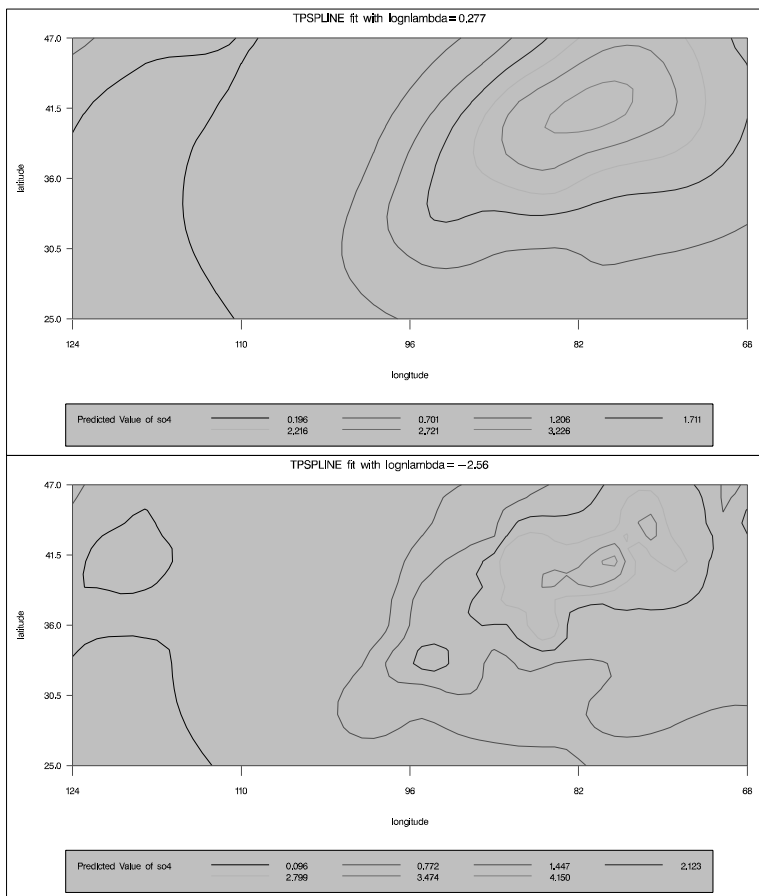 TPSPLINE fit with lognlambda=0.277
47.0
41.5
36.0
30.5
25.0
latitude
124 110 96 82 68
longitude
Predicted Value of so4 0.196 0.701 1.206 1.711
2.216 2.721 3.226
TPSPLINE fit with lognlambda=−2.56
47.0
41.5
36.0
30.5
25.0
latitude
124 110 96 82 68
longitude
Predicted Value of so4 0.096 0.772 1.447 2.123
2.799 3.474 4.150